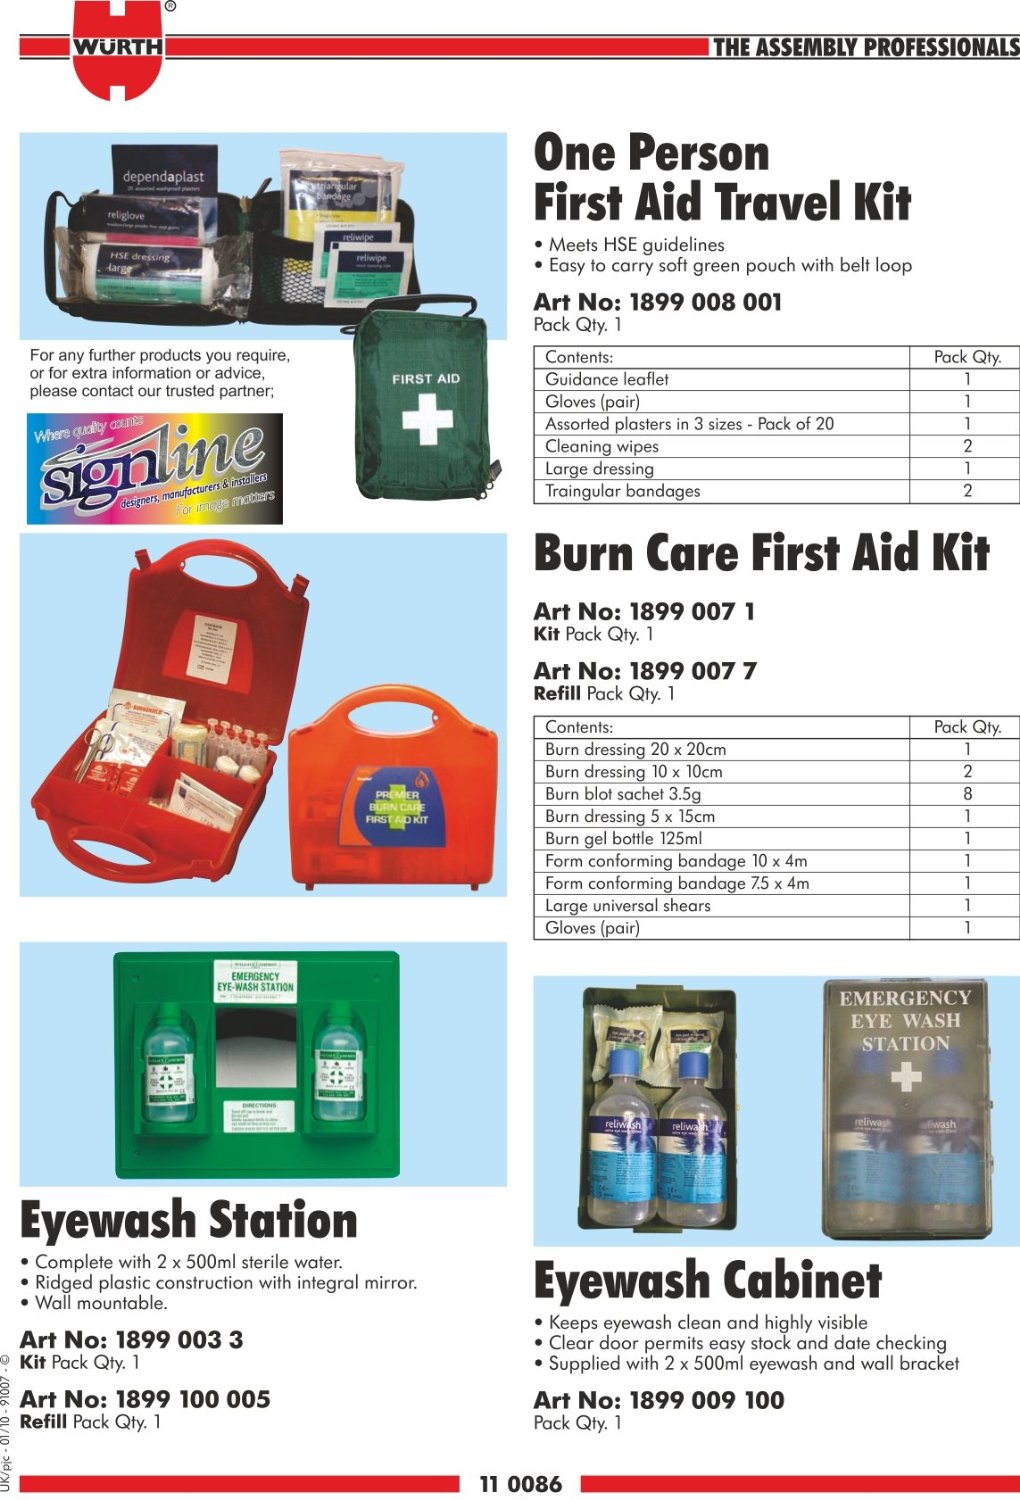 WÜRTH
®
THE ASSEMBLY PROFESSIONALS
dependaplast
20 assorted washproof plasters
religlove
HSE dressing
large
triangular
bandage
reliwipe
reliwipe
FIRST AID
For any further products you require,
or for extra information or advice,
please contact our trusted partner;
Where quality counts
signline
designers, manufacturers & installers
For image matters
One Person
First Aid Travel Kit
• Meets HSE guidelines
• Easy to carry soft green pouch with belt loop
Art No: 1899 008 001
Pack Qty. 1
Contents: Pack Qty.
Guidance leaflet 1
Gloves (pair) 1
Assorted plasters in 3 sizes - Pack of 20 1
Cleaning wipes 2
Large dressing 1
Traingular bandages 2
BURNSHIELD
PREMIER
BURN CARE
FIRST AID KIT
Burn Care First Aid Kit
Art No: 1899 007 1
Kit Pack Qty. 1
Art No: 1899 007 7
Refill Pack Qty. 1
Contents: Pack Qty.
Burn dressing 20 x 20cm 1
Burn dressing 10 x 10cm 2
Burn blot sachet 3.5g 8
Burn dressing 5 x 15cm 1
Burn gel bottle 125ml 1
Form conforming bandage 10 x 4m 1
Form conforming bandage 7.5 x 4m 1
Large universal shears 1
Gloves (pair) 1
EMERGENCY
EYE-WASH STATION
DIRECTIONS
Eyewash Station
• Complete with 2 x 500ml sterile water.
• Ridged plastic construction with integral mirror.
• Wall mountable.
Art No: 1899 003 3
Kit Pack Qty. 1
Art No: 1899 100 005
Refill Pack Qty. 1
reliwash
reliwash
EMERGENCY
EYE WASH
STATION
reliwash
reliwash
Eyewash Cabinet
• Keeps eyewash clean and highly visible
• Clear door permits easy stock and date checking
• Supplied with 2 x 500ml eyewash and wall bracket
Art No: 1899 009 100
Pack Qty. 1
UK/pjc - 01/10 - 91007 - ©
11 0086